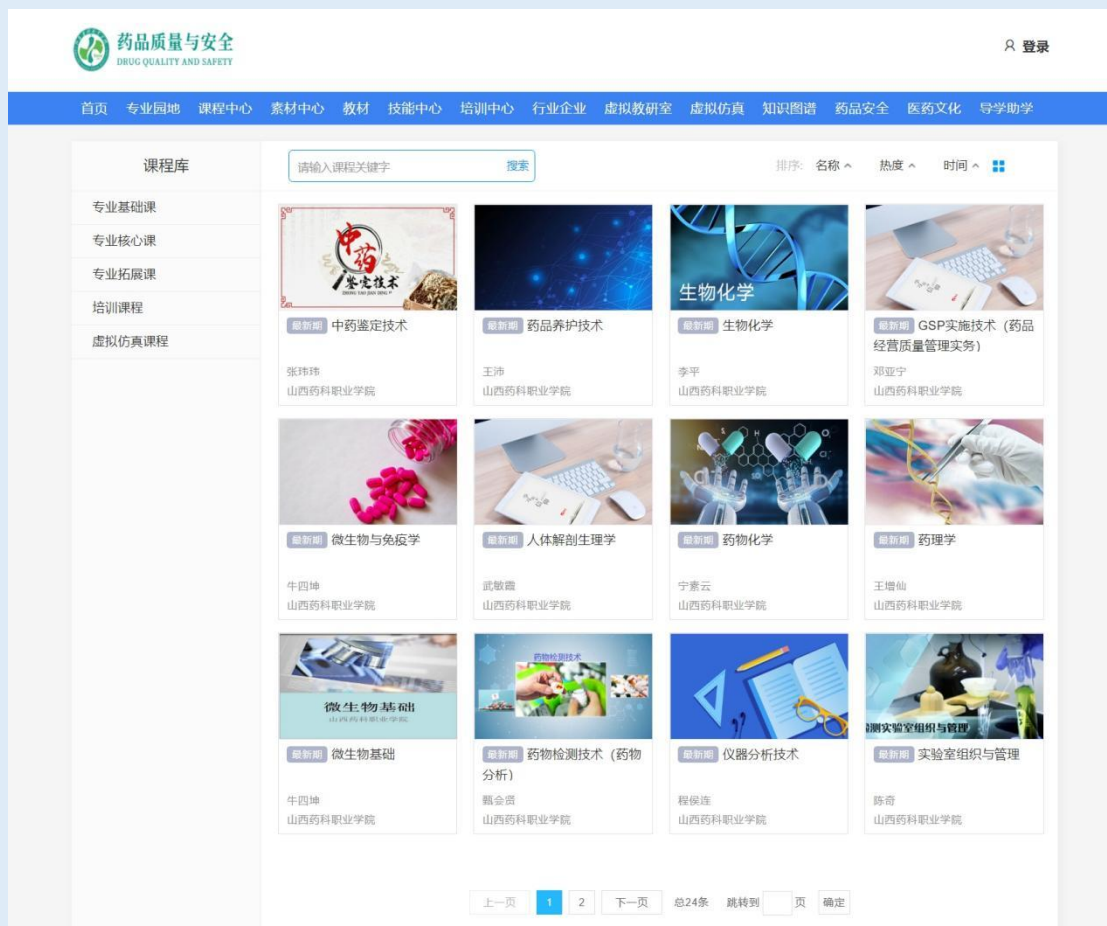 药品质量与安全
DRUG QUALITY AND SAFETY
登录
首页 专业园地 课程中心 素材中心 教材 技能中心 培训中心 行业企业 虚拟教研室 虚拟仿真 知识图谱 药品安全 医药文化 导学助学
课程库
请输入课程关键字 搜索
排序: 名称 热度 时间
专业基础课
专业核心课
专业拓展课
培训课程
虚拟仿真课程
中药
鉴定技术
最新期 中药鉴定技术
张玮玮
山西药科职业学院
最新期 药品养护技术
王沛
山西药科职业学院
生物化学
最新期 生物化学
李平
山西药科职业学院
最新期 GSP实施技术（药品
经营质量管理实务）
邓亚宁
山西药科职业学院
最新期 微生物与免疫学
牛四坤
山西药科职业学院
最新期 人体解剖生理学
武敏霞
山西药科职业学院
最新期 药物化学
宁素云
山西药科职业学院
最新期 药理学
王增仙
山西药科职业学院
微生物基础
山西药科职业学院
最新期 微生物基础
牛四坤
山西药科职业学院
药物检测技术
最新期 药物检测技术（药物
分析）
甄会贤
山西药科职业学院
最新期 仪器分析技术
程侯连
山西药科职业学院
测实验室组织与管理
最新期 实验室组织与管理
陈奇
山西药科职业学院
上一页 1 2 下一页 总24条 跳转到 页 确定